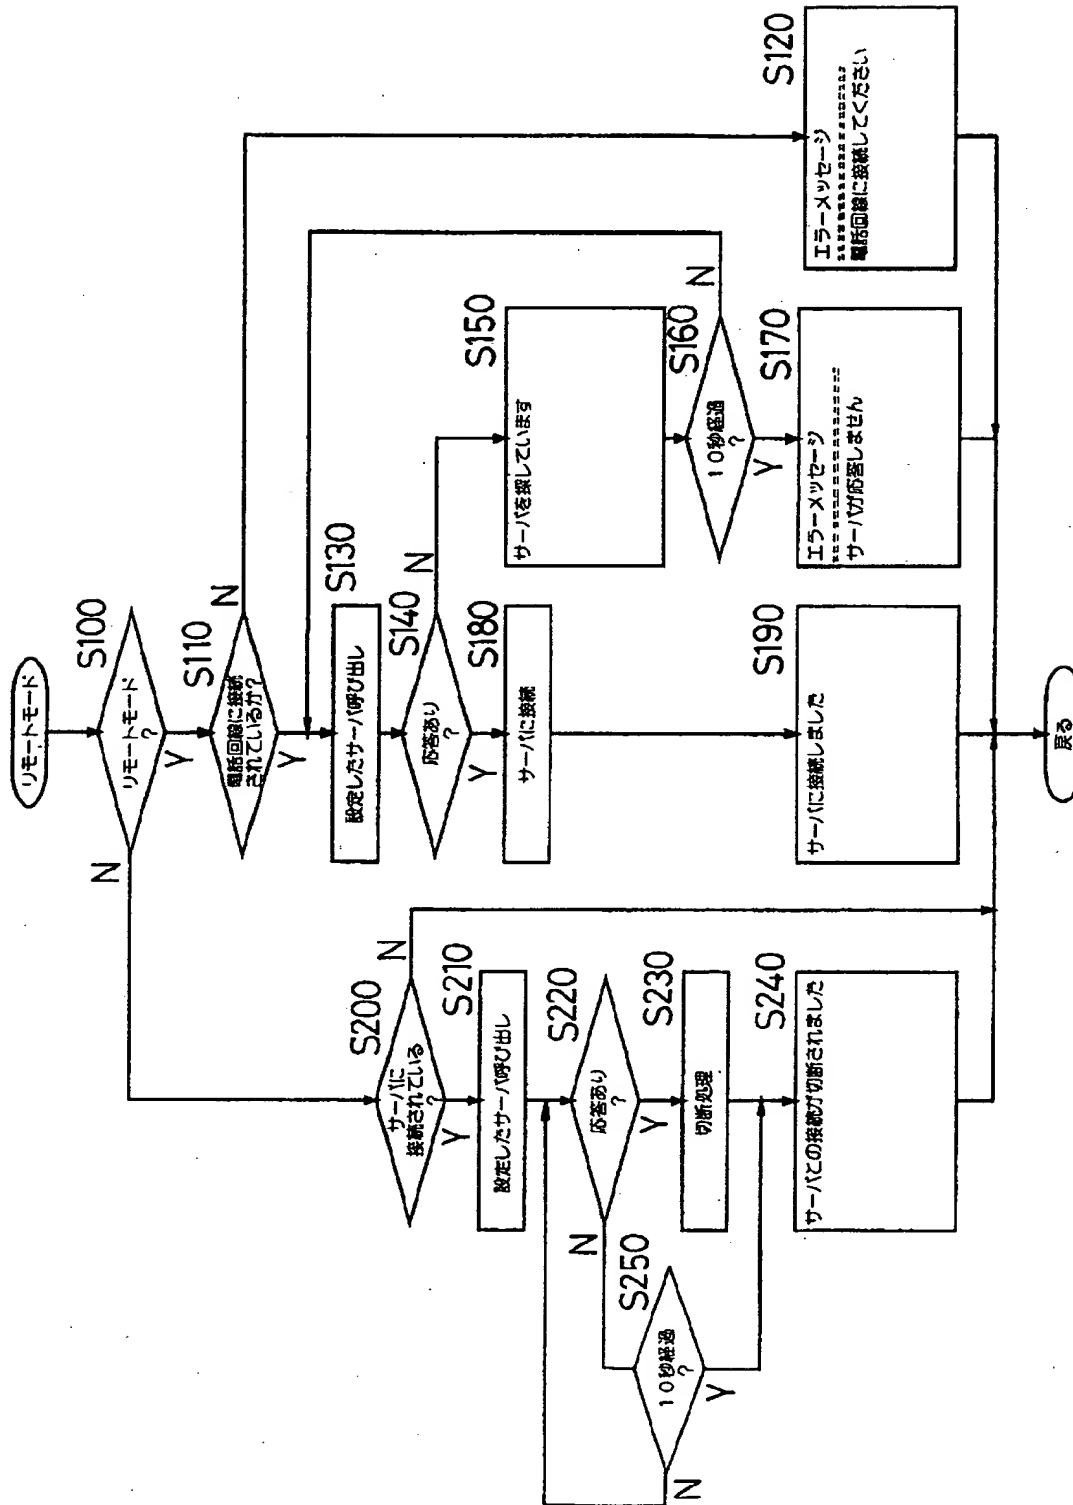 リモートモード
リモートモード
?
S100
N
Y
電話回線に接続
されているか?
S110
N
Y
エラーメッセージ
電話回線に接続してください
S120
設定したサーバ呼び出し
S130
応答あり
?
S140
N
Y
サーバを探しています
S150
10秒経過
?
S160
N
Y
エラーメッセージ
サーバが応答しません
S170
サーバに接続
S180
サーバに接続しました
S190
サーバに
接続されている
?
S200
N
Y
設定したサーバ呼び出し
S210
応答あり
?
S220
N
Y
切断処理
S230
サーバとの接続が切断されました
S240
10秒経過
?
S250
N
Y
戻る